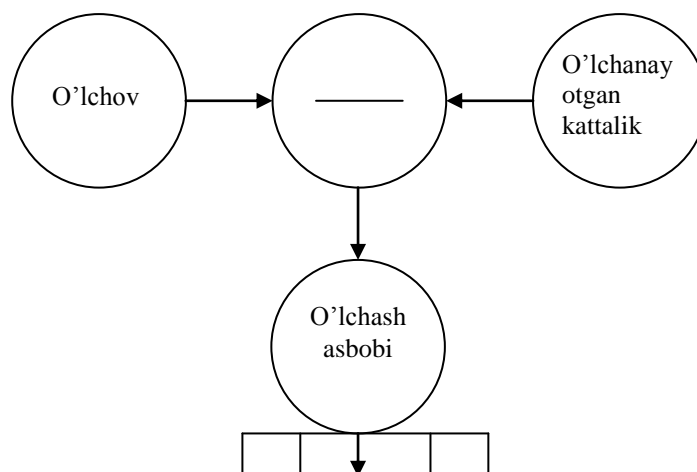 O’lchov
O’lchanay
otgan
kattalik
O’lchash
asbobi